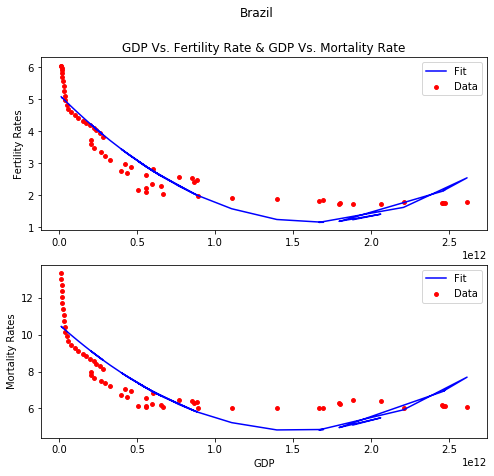 Brazil
GDP Vs. Fertility Rate & GDP Vs. Mortality Rate
Fit
Data
Fertility Rates
6
5
4
3
2
1
0.0 0.5 1.0 1.5 2.0 2.5
1e12
Fit
Data
Mortality Rates
12
10
8
6
0.0 0.5 1.0 1.5 2.0 2.5
1e12
GDP